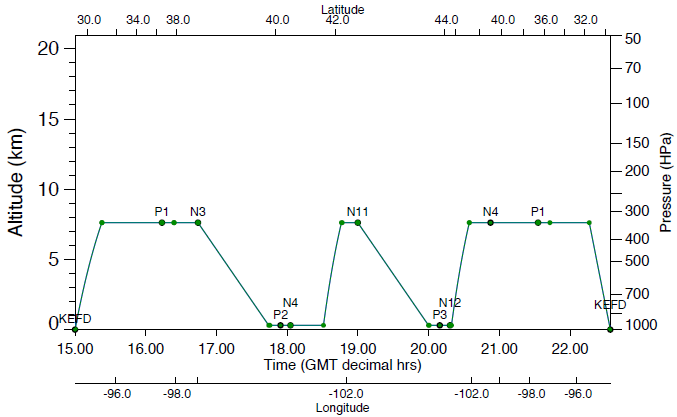 Latitude
30.0 34.0 38.0 40.0 42.0 44.0 40.0 36.0 32.0
20 50
70
100
15
150
200
10
P1 N3 N11 N4 P1
300
400
5 500
700
N4 N12
P2 P3
KEFD KEFD
0 1000
15.00 16.00 17.00 18.00 19.00 20.00 21.00 22.00
Time (GMT decimal hrs)
-96.0 -98.0 -102.0 -102.0 -98.0 -96.0
Longitude
Altitude (km)
Pressure (HPa)